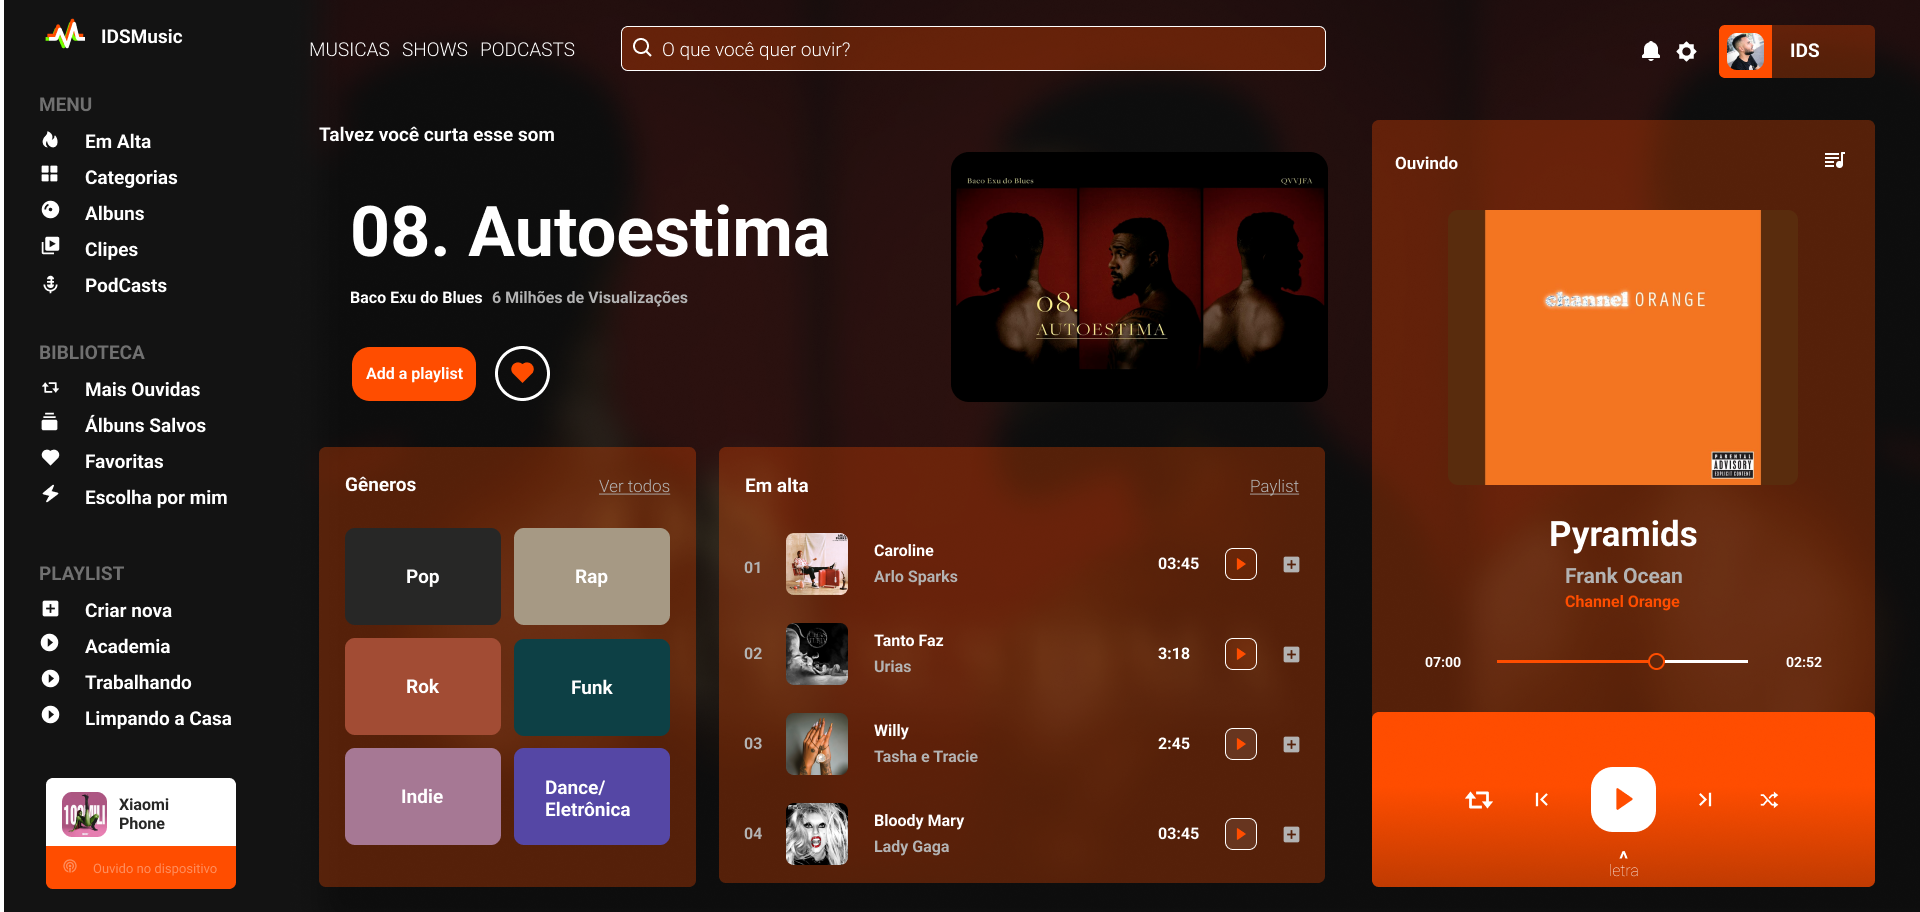 IDSMusic
MUSICAS SHOWS PODCASTS
O que você quer ouvir?
IDS
MENU
Em Alta
Categorias
Albuns
Clipes
PodCasts
BIBLIOTECA
Mais Ouvidas
Álbuns Salvos
Favoritas
Escolha por mim
PLAYLIST
Criar nova
Academia
Trabalhando
Limpando a Casa
Xiaomi
Phone
Ouvido no dispositivo
Talvez você curta esse som
08. Autoestima
Baco Exu do Blues 6 Milhões de Visualizações
Add a playlist
Baco Exu do Blues QVVJFA
08.
AUTOESTIMA
Gêneros Ver todos
Pop Rap
Rok Funk
Indie Dance/
Eletrônica
Em alta Paylist
01 Caroline 03:45
Arlo Sparks
02 Tanto Faz 3:18
Urias
03 Willy 2:45
Tasha e Tracie
04 Bloody Mary 03:45
Lady Gaga
Ouvindo
channel ORANGE
PARENTAL
ADVISORY
EXPLICIT CONTENT
Pyramids
Frank Ocean
Channel Orange
07:00 02:52
letra